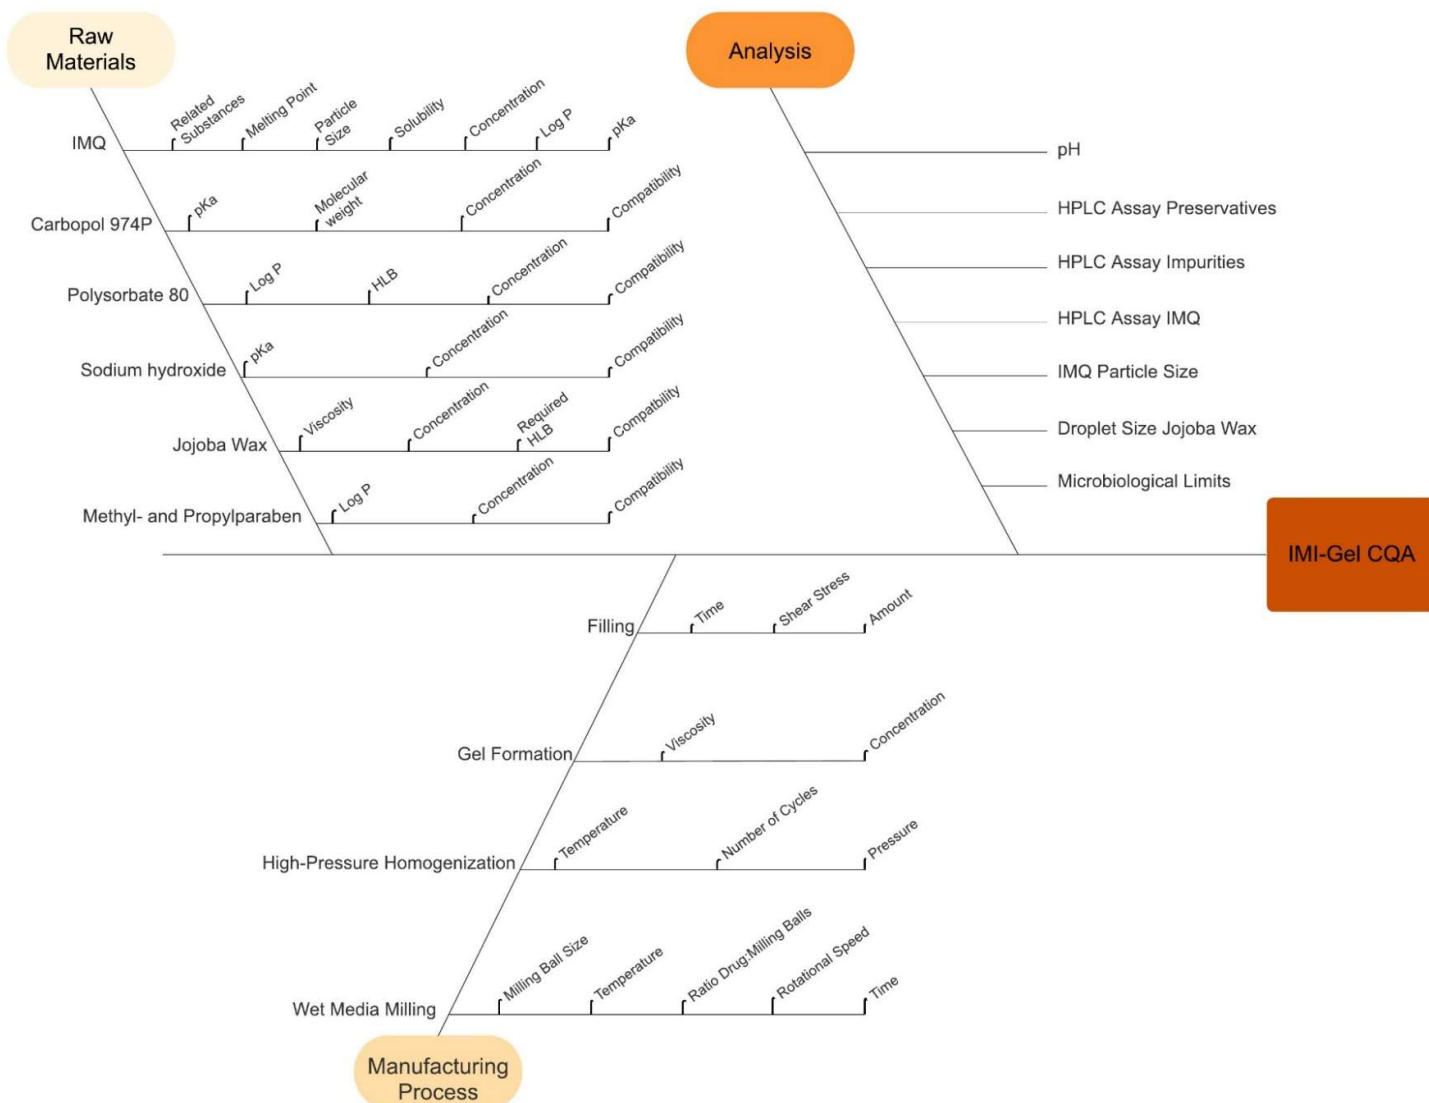 Raw
Materials
Analysis
IMQ
Related
Substances
Melting Point
Particle
Size
Solubility
Concentration
Log P
pKa
Carbopol 974P
pKa
Molecular
weight
Concentration
Compatibility
Polysorbate 80
Log P
HLB
Concentration
Compatibility
Sodium hydroxide
pKa
Concentration
Compatibility
Jojoba Wax
Viscosity
Concentration
Required
HLB
Compatbility
Methyl- and Propylparaben
Log P
Concentration
Compatibility
pH
HPLC Assay Preservatives
HPLC Assay Impurities
HPLC Assay IMQ
IMQ Particle Size
Droplet Size Jojoba Wax
Microbiological Limits
IMI-Gel CQA
Filling
Time
Shear Stress
Amount
Gel Formation
Viscosity
Concentration
High-Pressure Homogenization
Temperature
Number of Cycles
Pressure
Wet Media Milling
Milling Ball Size
Temperature
Ratio Drug:Milling Balls
Rotational Speed
Time
Manufacturing
Process